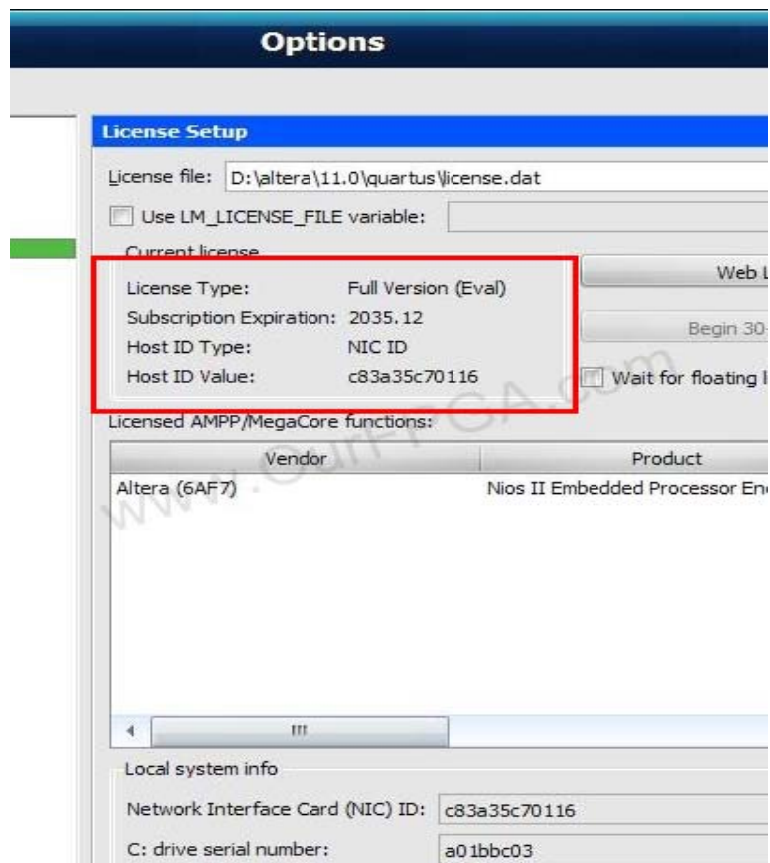 Options
License Setup
License file: D:\altera\11.0\quartus\license.dat
Use LM_LICENSE_FILE variable:
Current license
License Type: Full Version (Eval)
Web L
Subscription Expiration: 2035.12
Begin 30-
Host ID Type: NIC ID
Host ID Value: c83a35c70116
Wait for floating l
Licensed AMPP/MegaCore functions:
Vendor Product
Altera (6AF7) Nios II Embedded Processor En
www.OurFPGA.com
Local system info
Network Interface Card (NIC) ID: c83a35c70116
C: drive serial number: a01bbc03